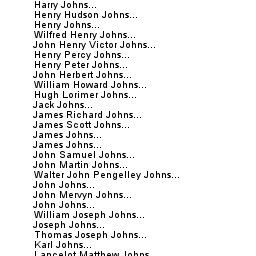 Harry Johns...
Henry Hudson Johns...
Henry Johns...
Wilfred Henry Johns...
John Henry Victor Johns...
Henry Percy Johns...
Henry Peter Johns...
John Herbert Johns...
William Howard Johns...
Hugh Lorimer Johns...
Jack Johns...
James Richard Johns...
James Scott Johns...
James Johns...
James Johns...
John Samuel Johns...
John Martin Johns...
Walter John Pengelley Johns...
John Johns...
John Mervyn Johns...
John Johns...
William Joseph Johns...
Joseph Johns...
Thomas Joseph Johns...
Karl Johns...
Lancelot Matthew Johns